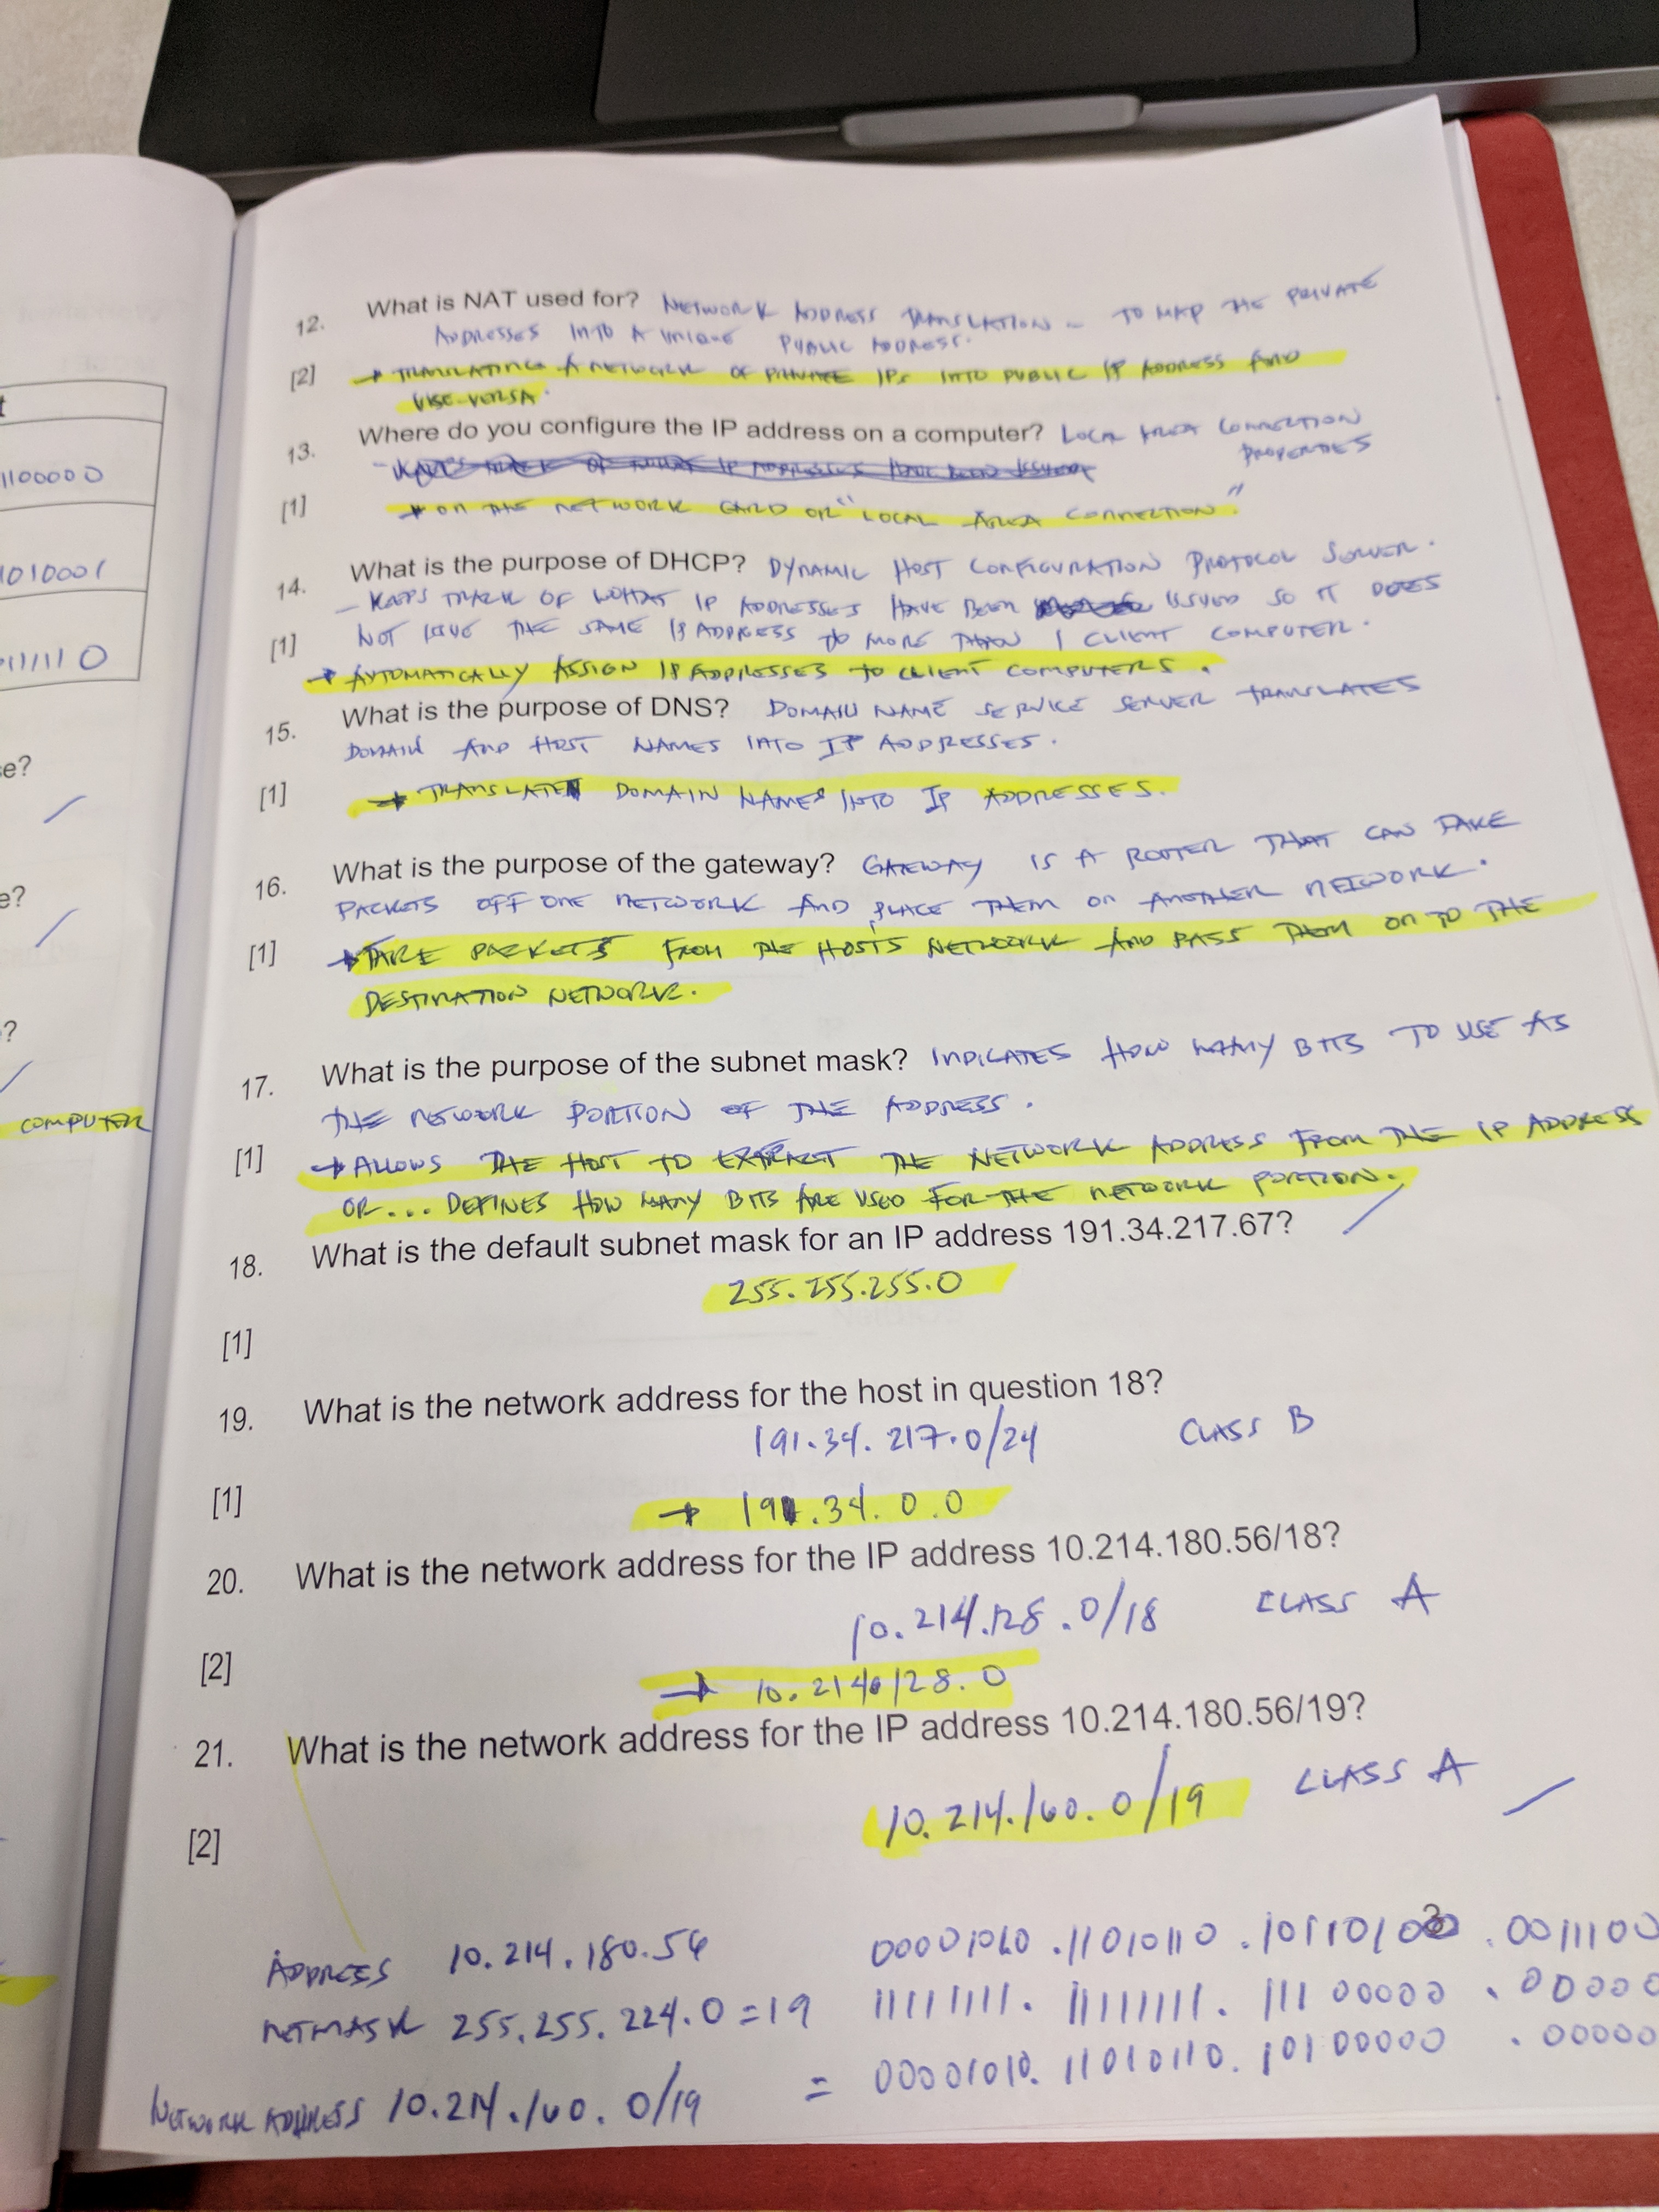 t
1100000
1010001
0111110
se?
e?
?
COMPUTER
12. What is NAT used for? NETWORK ADDRESS TRANSLATION - TO MAP THE PRIVATE
ADDRESSES INTO A UNIQUE PUBLIC ADDRESS.
[2] → TRANSLATING A NETWORK OF PRIVATE IPs INTO PUBLIC IP ADDRESS AND
VISE-VERSA.
13. Where do you configure the IP address on a computer? LOCAL AREA CONNECTION
PROPERTIES
[1] → ON THE NETWORK CARD OR "LOCAL AREA CONNECTION"
14. What is the purpose of DHCP? DYNAMIC HOST CONFIGURATION PROTOCOL SERVER.
- KEEPS TRACK OF WHAT IP ADDRESSES HAVE BEEN ISSUED SO IT DOES
[1] NOT GIVE THE SAME IP ADDRESS TO MORE THAN 1 CLIENT COMPUTER.
→ AUTOMATICALLY ASSIGN IP ADDRESSES TO CLIENT COMPUTERS.
15. What is the purpose of DNS? DOMAIN NAME SERVICE SERVER TRANSLATES
DOMAIN AND HOST NAMES INTO IP ADDRESSES.
[1] → TRANSLATE DOMAIN NAMES INTO IP ADDRESSES.
16. What is the purpose of the gateway? GATEWAY IS A ROUTER THAT CAN TAKE
PACKETS OFF ONE NETWORK AND PLACE THEM ON ANOTHER NETWORK.
[1] → TAKE PACKETS FROM THE HOST'S NETWORK AND PASS THEM ON TO THE
DESTINATION NETWORK.
17. What is the purpose of the subnet mask? INDICATES HOW MANY BITS TO USE AS
THE NETWORK PORTION OF THE ADDRESS.
[1] → ALLOWS THE HOST TO EXTRACT THE NETWORK ADDRESS FROM THE IP ADDRESS
OR... DEFINES HOW MANY BITS ARE USED FOR THE NETWORK PORTION.
18. What is the default subnet mask for an IP address 191.34.217.67?
255.255.255.0
[1]
19. What is the network address for the host in question 18?
191.34.217.0/24 CLASS B
[1] → 191.34.0.0
20. What is the network address for the IP address 10.214.180.56/18?
10.214.128.0/18 CLASS A
[2] → 10.214.128.0
21. What is the network address for the IP address 10.214.180.56/19?
10.214.160.0/19 CLASS A
[2]
3
ADDRESS 10.214.180.56 00001010.11010110.10110100.0011100
NETMASK 255.255.224.0=19 11111111.11111111.11100000.00000
NETWORK ADDRESS 10.214.160.0/19 = 00001010.11010110.10100000.00000